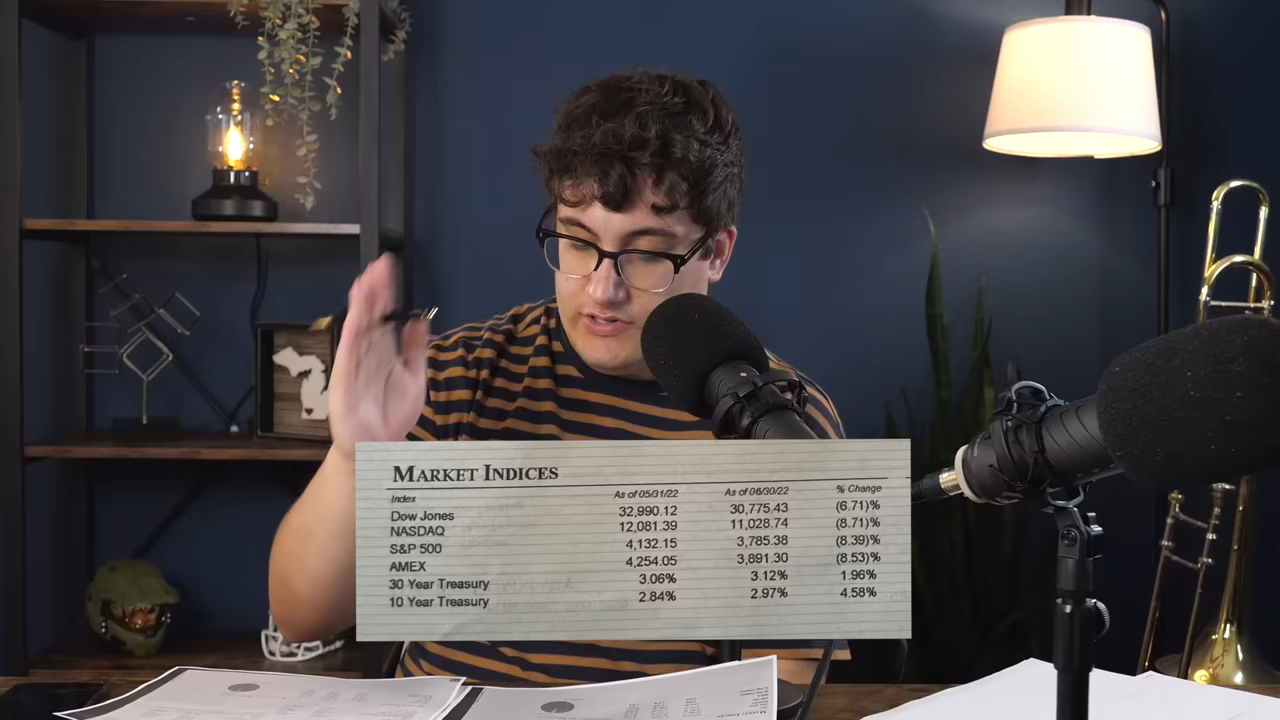 MARKET INDICES
Index As of 05/31/22 As of 06/30/22 % Change
Dow Jones 32,990.12 30,775.43 (6.71)%
NASDAQ 12,081.39 11,028.74 (8.71)%
S&P 500 4,132.15 3,785.38 (8.39)%
AMEX 4,254.05 3,891.30 (8.53)%
30 Year Treasury 3.06% 3.12% 1.96%
10 Year Treasury 2.84% 2.97% 4.58%
MARKET INDICES